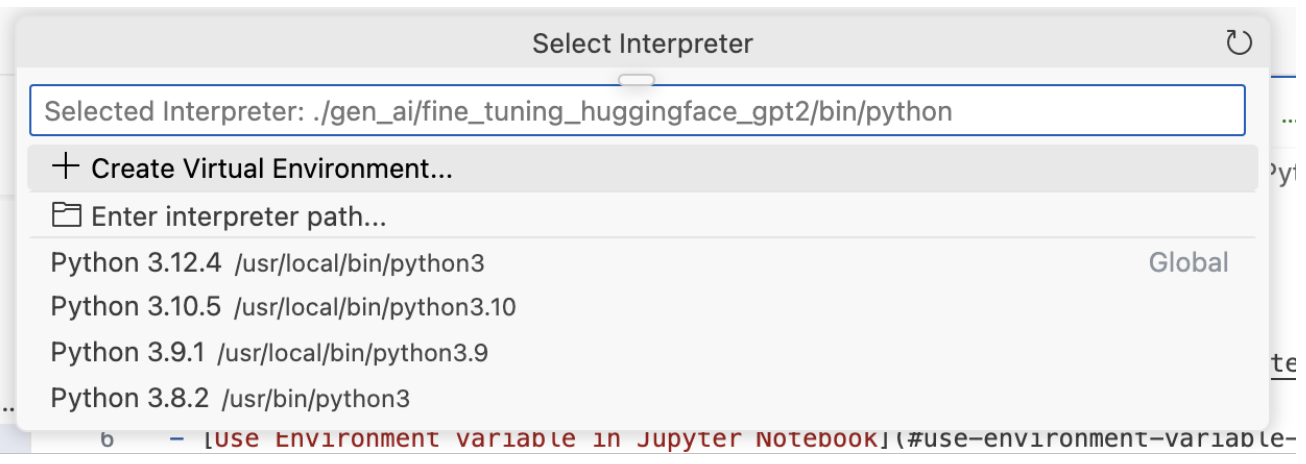 Select Interpreter
Selected Interpreter: ./gen_ai/fine_tuning_huggingface_gpt2/bin/python
...
+ Create Virtual Environment...
Enter interpreter path...
Python 3.12.4 /usr/local/bin/python3 Global
Python 3.10.5 /usr/local/bin/python3.10
Python 3.9.1 /usr/local/bin/python3.9
Python 3.8.2 /usr/bin/python3
6 - [Use Environment Variable in Jupyter Notebook](#use-environment-variable-